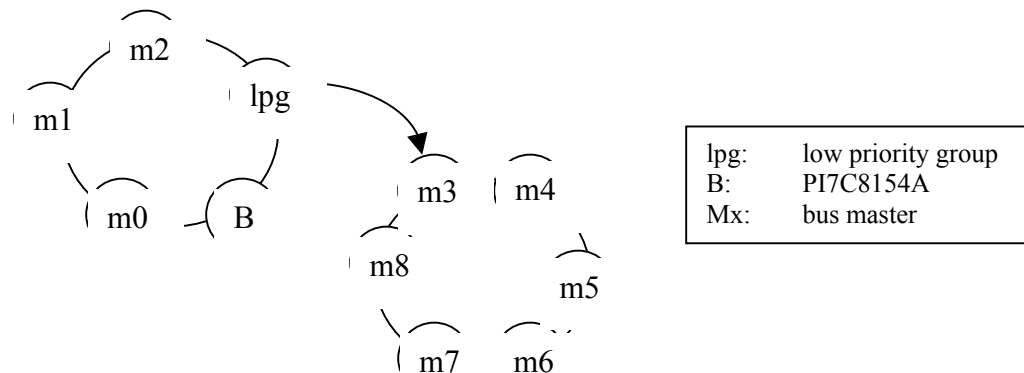 m2
lpg
m1
m0
B
m3
m4
m8
m5
m7
m6
lpg: low priority group
B: PI7C8154A
Mx: bus master